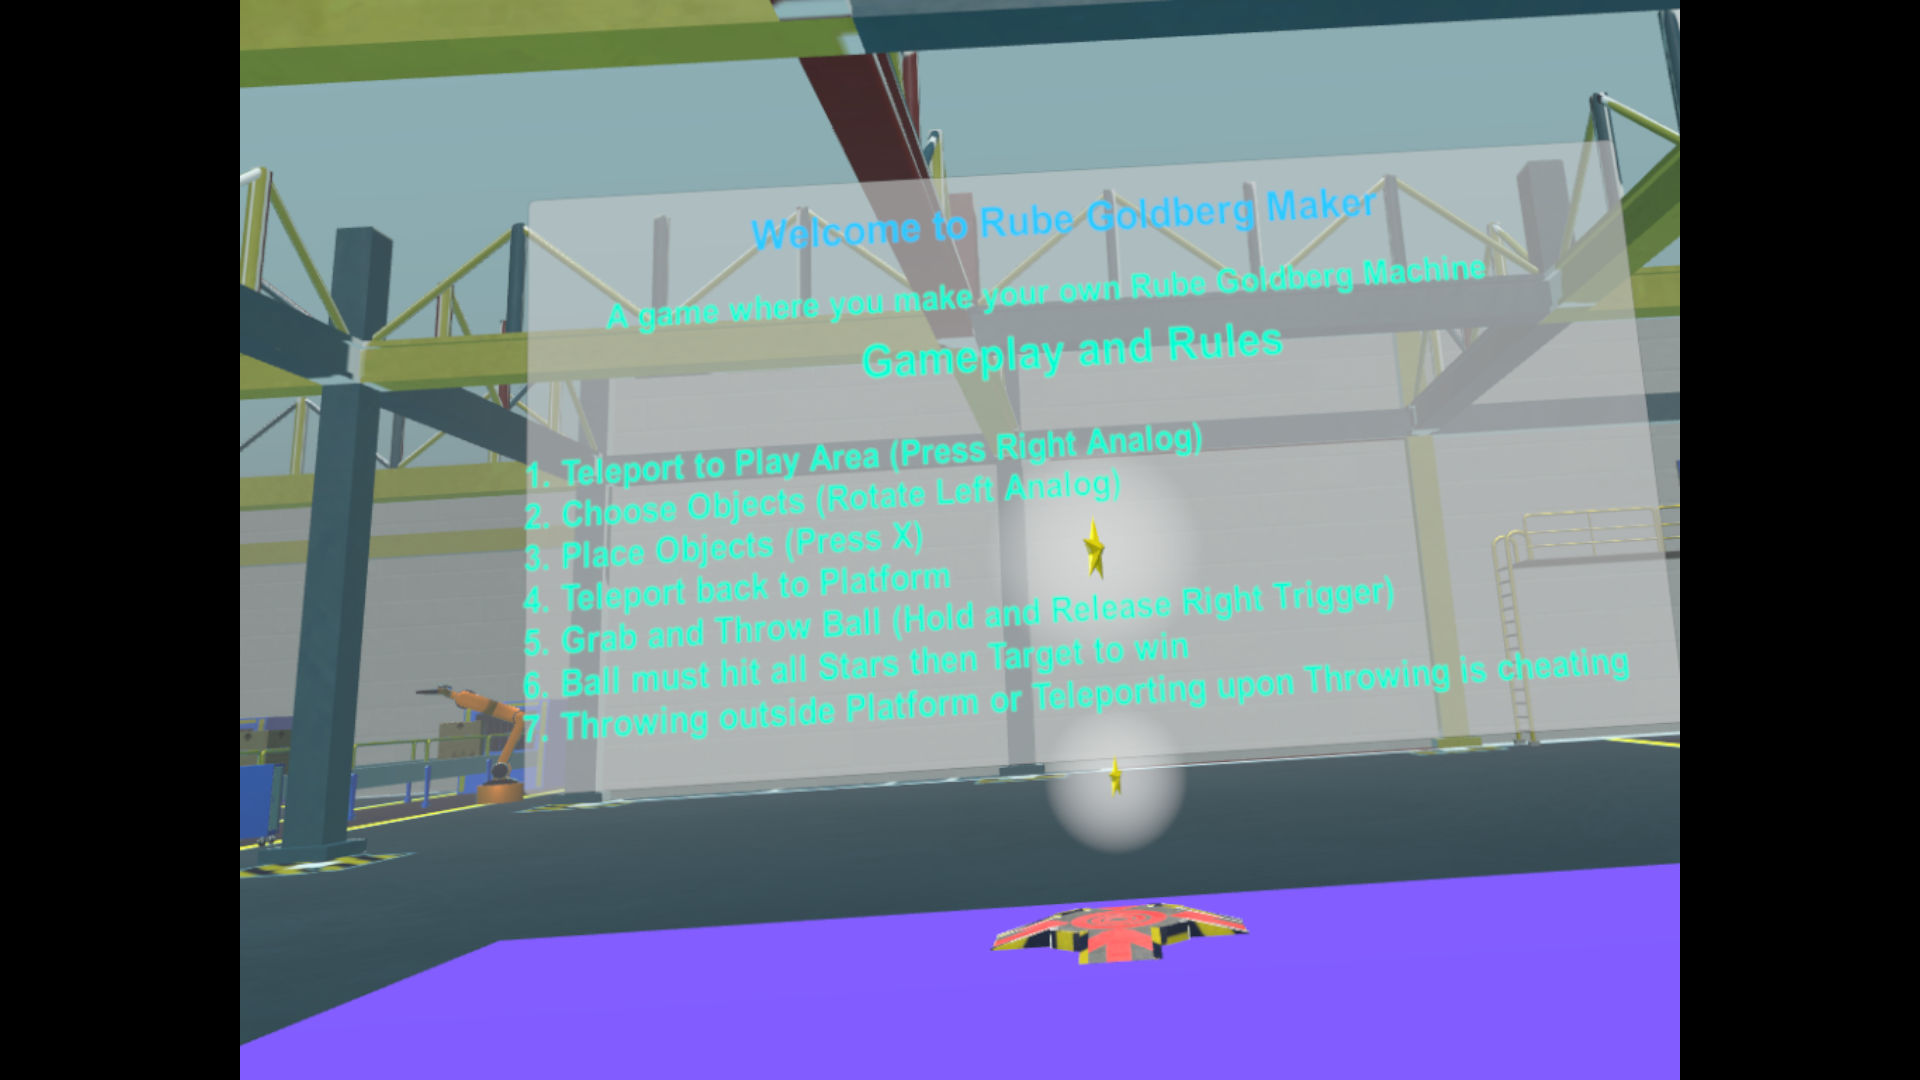 Welcome to Rube Goldberg Maker
A game where you make your own Rube Goldberg Machine
Gameplay and Rules
1. Teleport to Play Area (Press Right Analog)
2. Choose Objects (Rotate Left Analog)
3. Place Objects (Press X)
4. Teleport back to Platform
5. Grab and Throw Ball (Hold and Release Right Trigger)
6. Ball must hit all Stars then Target to win
7. Throwing outside Platform or Teleporting upon Throwing is cheating